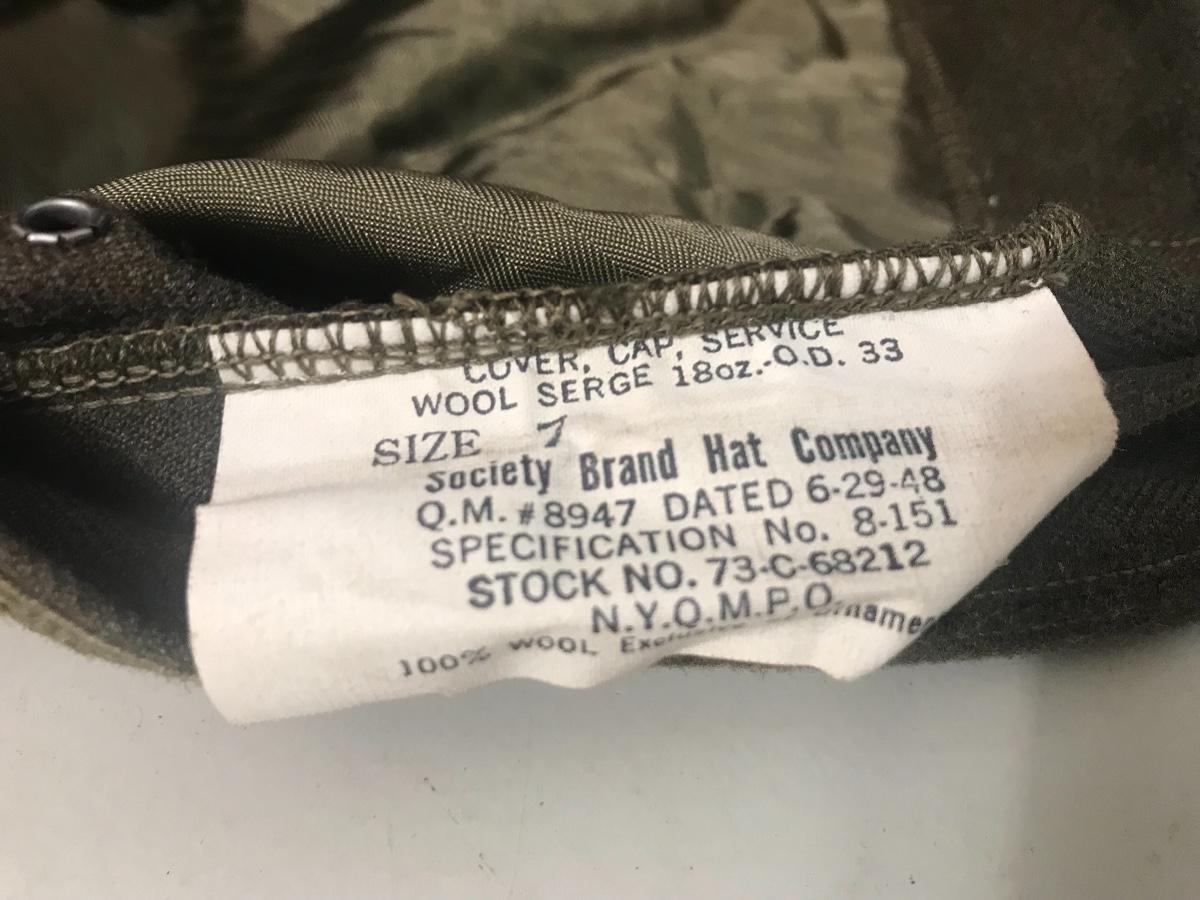 COVER, CAP, SERVICE
WOOL SERGE 18oz.-O.D. 33
SIZE 7
Society Brand Hat Company
Q.M. #8947 DATED 6-29-48
SPECIFICATION No. 8-151
STOCK NO. 73-C-68212
N.Y.Q.M.P.O.
100% WOOL